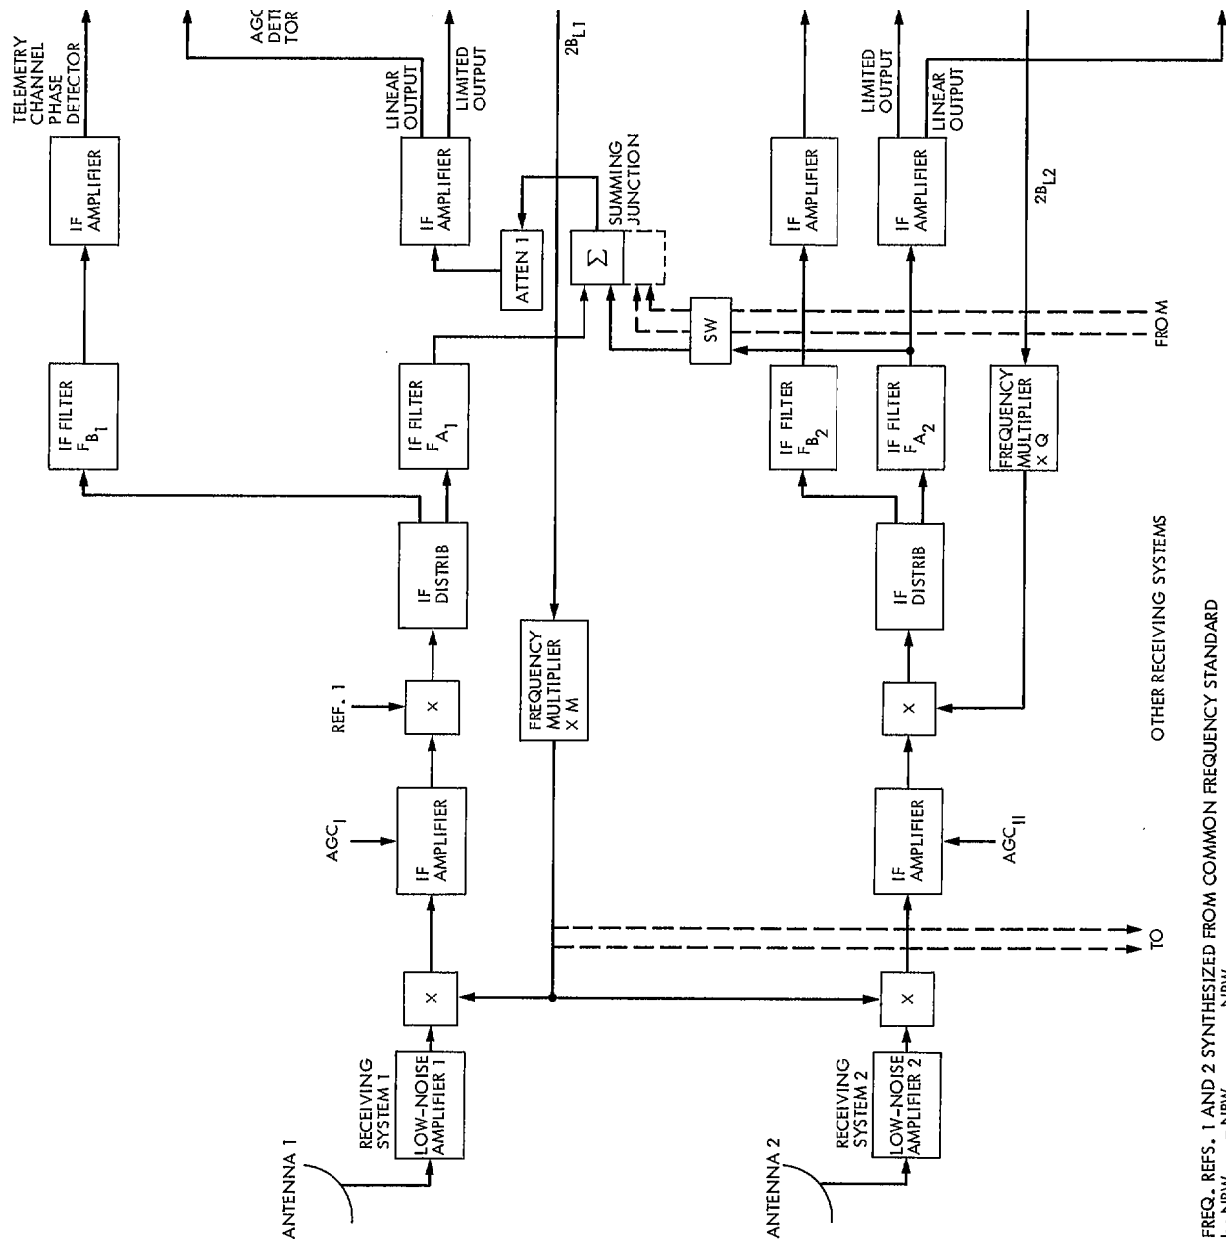 ANTENNA 1
RECEIVING
SYSTEM 1
LOW-NOISE
AMPLIFIER 1
X
AGC I
IF
AMPLIFIER
REF. 1
X
IF
DISTRIB
IF FILTER
F B1
IF
AMPLIFIER
TELEMETRY
CHANNEL
PHASE
DETECTOR
IF FILTER
F A1
IF
AMPLIFIER
LINEAR
OUTPUT
LIMITED
OUTPUT
ATTEN 1
Σ
SUMMING
JUNCTION
FREQUENCY
MULTIPLIER
X M
2B L1
ANTENNA 2
RECEIVING
SYSTEM 2
LOW-NOISE
AMPLIFIER 2
X
IF
AMPLIFIER
AGC II
X
IF
DISTRIB
SW
IF FILTER
F B2
IF
AMPLIFIER
IF FILTER
F A2
IF
AMPLIFIER
LIMITED
OUTPUT
LINEAR
OUTPUT
FREQUENCY
MULTIPLIER
X Q
2B L2
TO
OTHER RECEIVING SYSTEMS
FROM
FREQ. REFS. 1 AND 2 SYNTHESIZED FROM COMMON FREQUENCY STANDARD